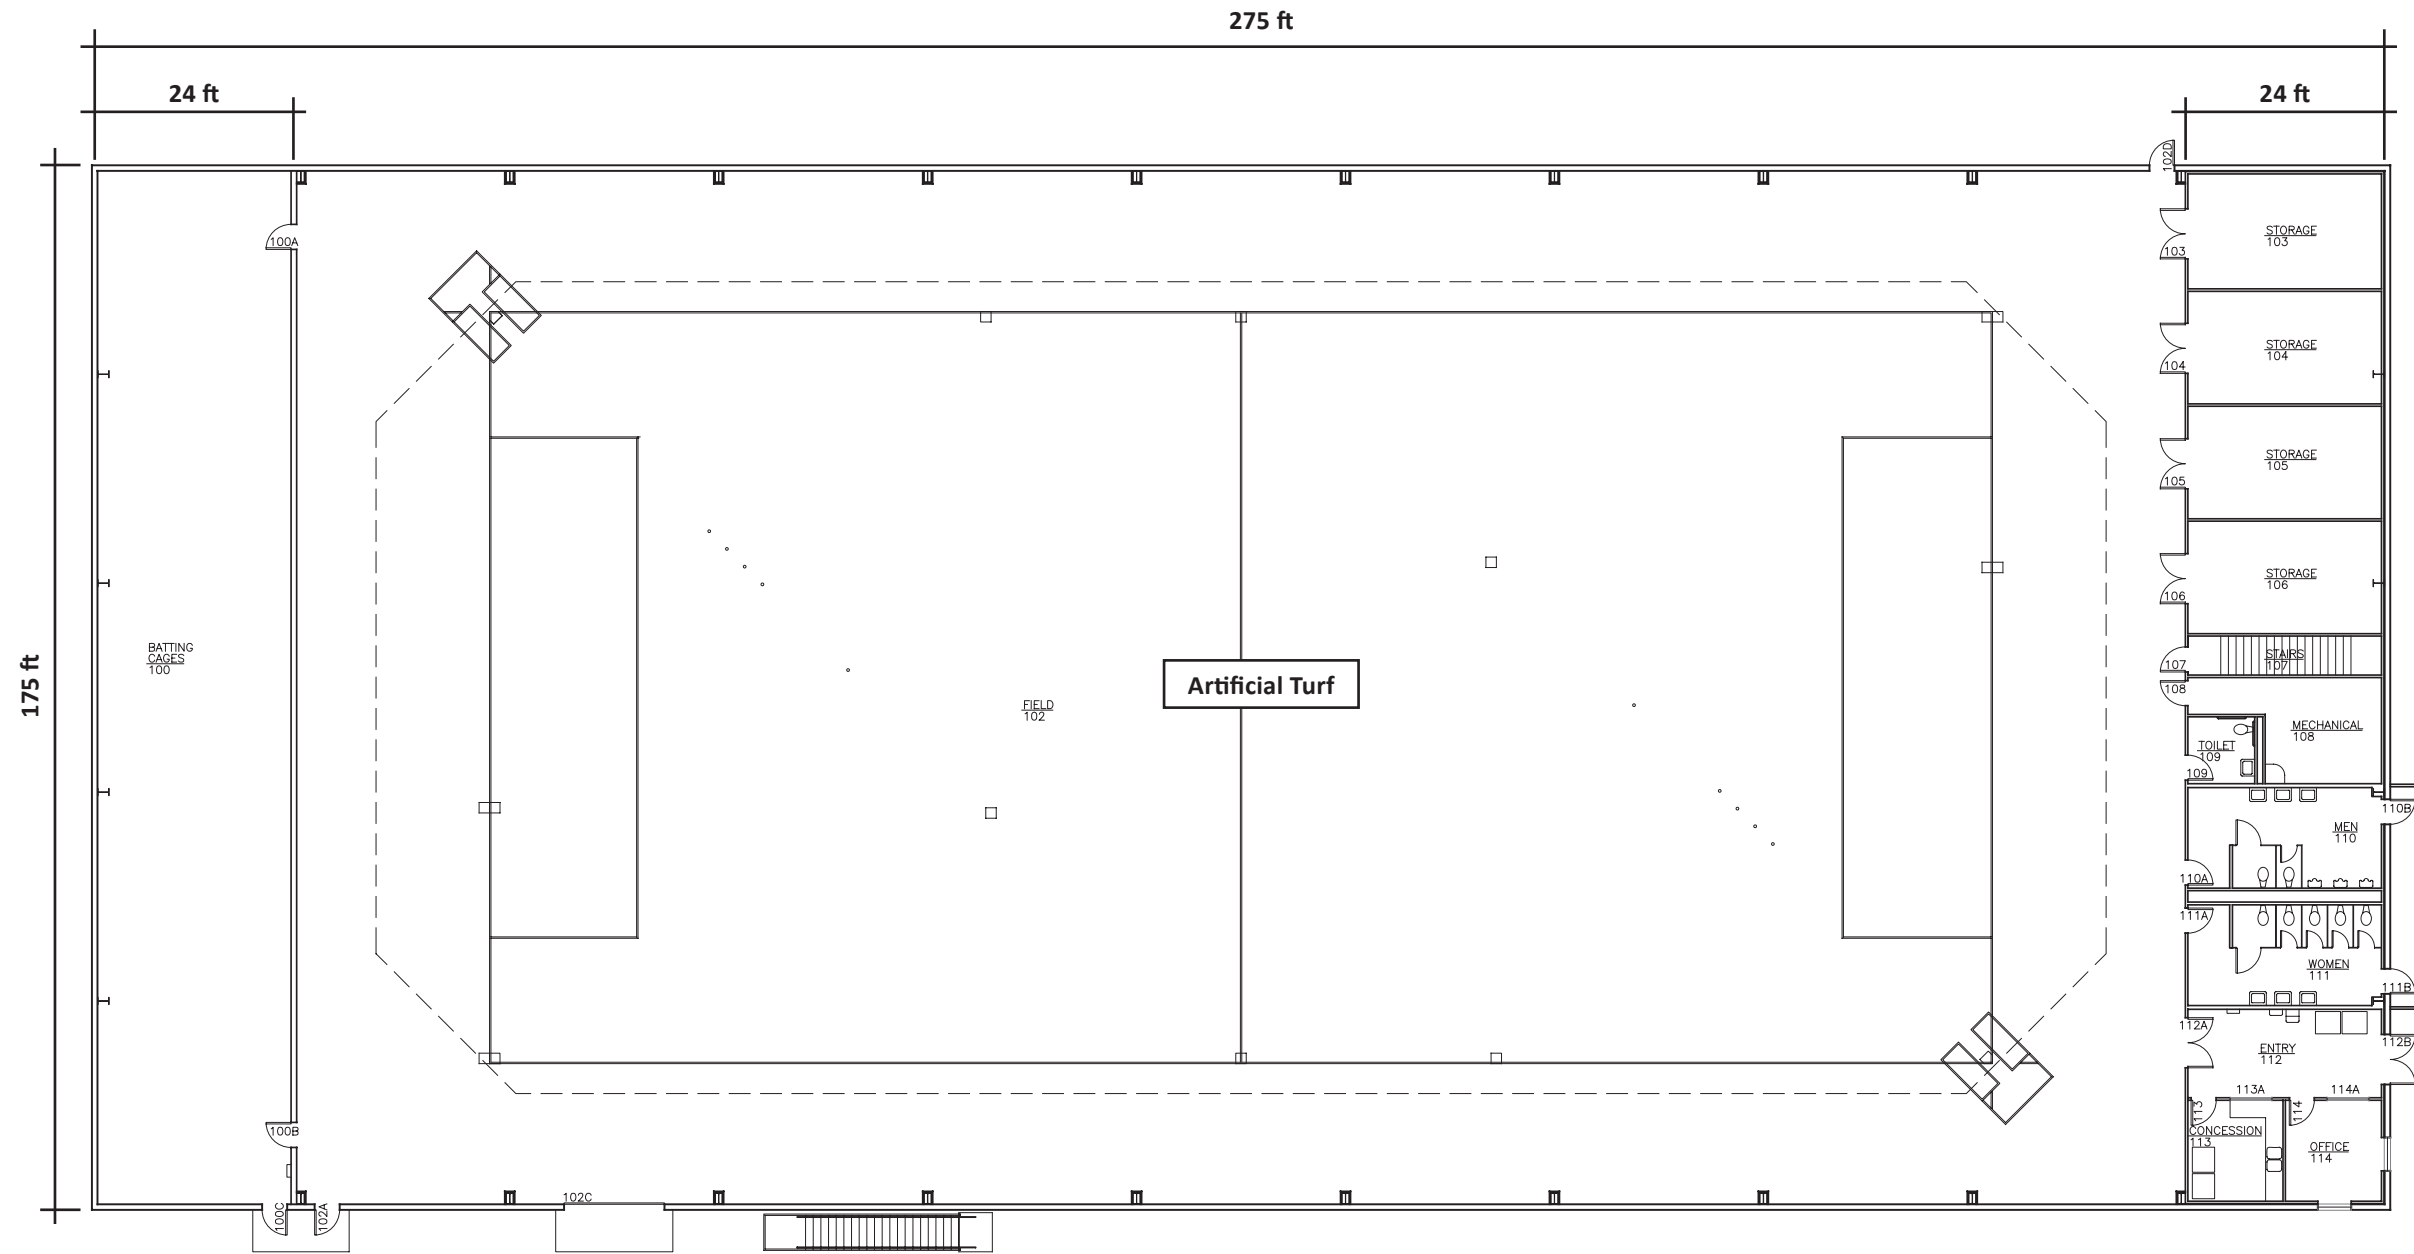 275 ft
24 ft
24 ft
175 ft
102D
100A
STORAGE
103
103
STORAGE
104
104
STORAGE
105
105
STORAGE
106
106
BATTING
CAGES
100
STAIRS
107
107
108
Artificial Turf
FIELD
102
MECHANICAL
108
TOILET
109
109
110B
MEN
110
110A
111A
WOMEN
111
111B
112A
112B
ENTRY
112
113A
114A
113
114
100B
CONCESSION
113
OFFICE
114
102C
100C
102A